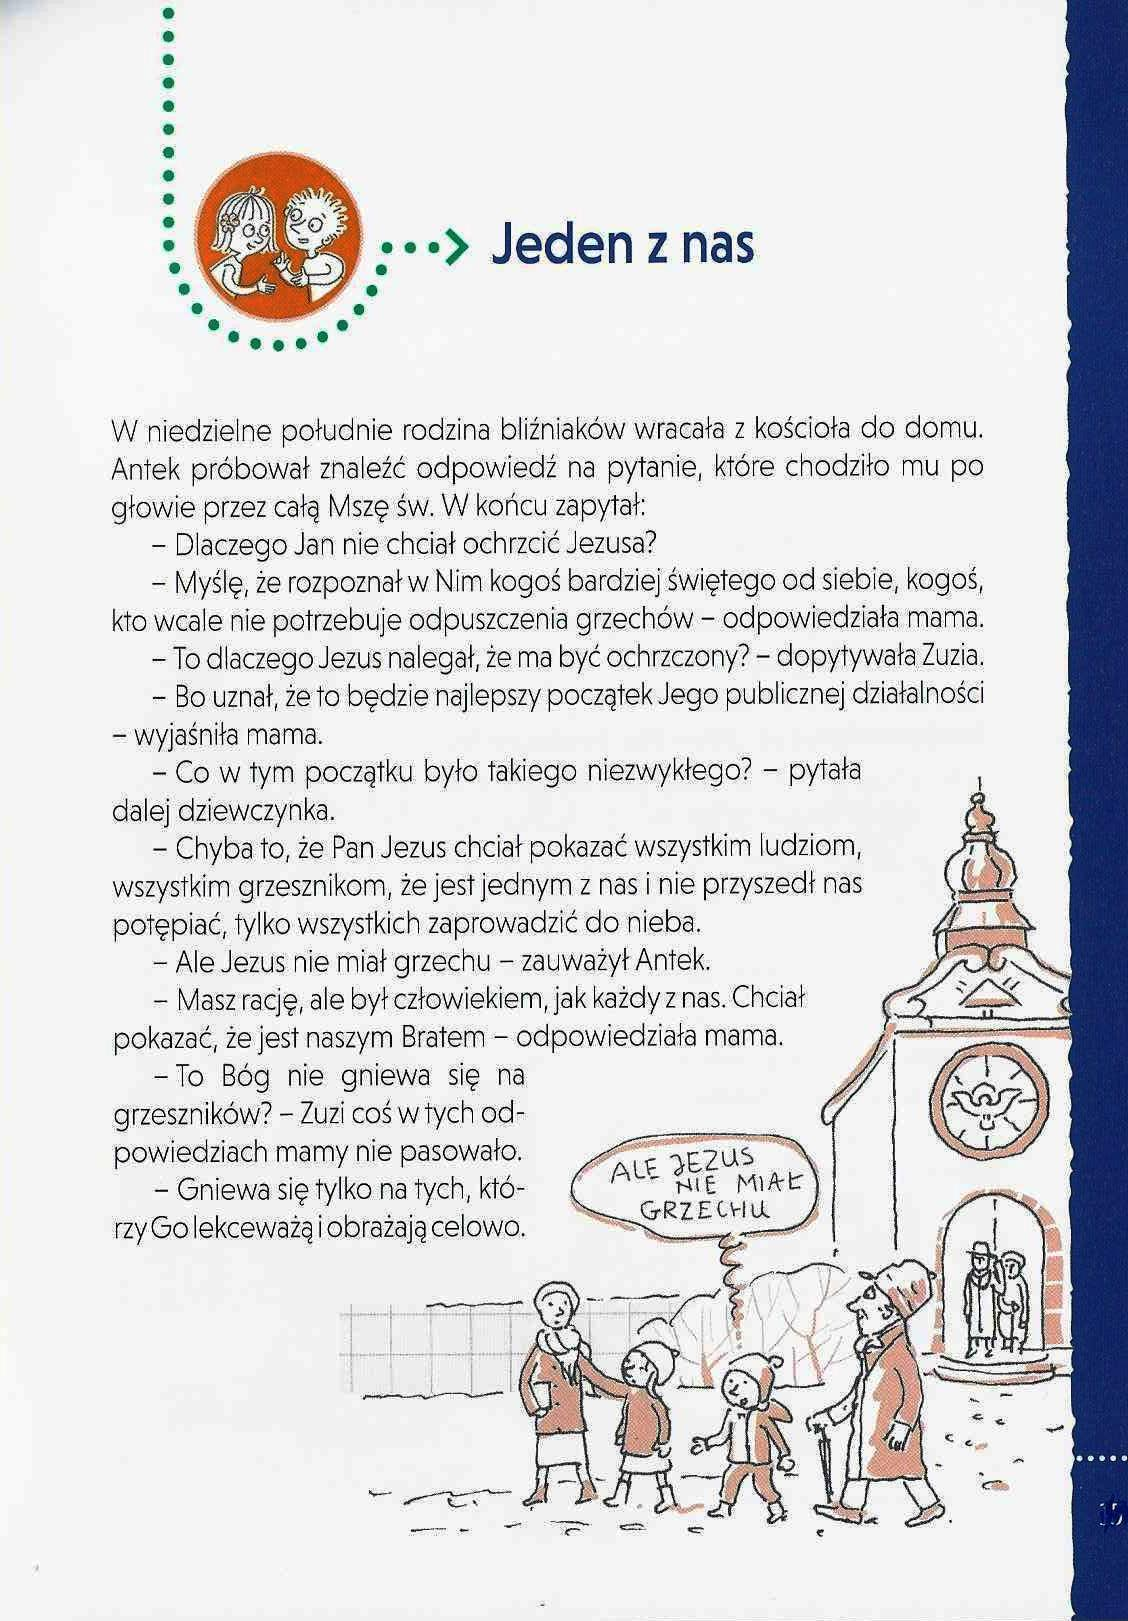 Jeden z nas
W niedzielne południe rodzina bliźniaków wracała z kościoła do domu.
Antek próbował znaleźć odpowiedź na pytanie, które chodziło mu po
głowie przez całą Mszę św. W końcu zapytał:
– Dlaczego Jan nie chciał ochrzcić Jezusa?
– Myślę, że rozpoznał w Nim kogoś bardziej świętego od siebie, kogoś,
kto wcale nie potrzebuje odpuszczenia grzechów – odpowiedziała mama.
– To dlaczego Jezus nalegał, że ma być ochrzczony? – dopytywała Zuzia.
– Bo uznał, że to będzie najlepszy początek Jego publicznej działalności
– wyjaśniła mama.
– Co w tym początku było takiego niezwykłego? – pytała
dalej dziewczynka.
– Chyba to, że Pan Jezus chciał pokazać wszystkim ludziom,
wszystkim grzesznikom, że jest jednym z nas i nie przyszedł nas
potępiać, tylko wszystkich zaprowadzić do nieba.
– Ale Jezus nie miał grzechu – zauważył Antek.
– Masz rację, ale był człowiekiem, jak każdy z nas. Chciał
pokazać, że jest naszym Bratem – odpowiedziała mama.
– To Bóg nie gniewa się na
grzeszników? – Zuzi coś w tych od-
powiedziach mamy nie pasowało.
– Gniewa się tylko na tych, któ-
rzy Go lekceważą i obrażają celowo.
ALE JEZUS
NIE MIAŁ
GRZECHU